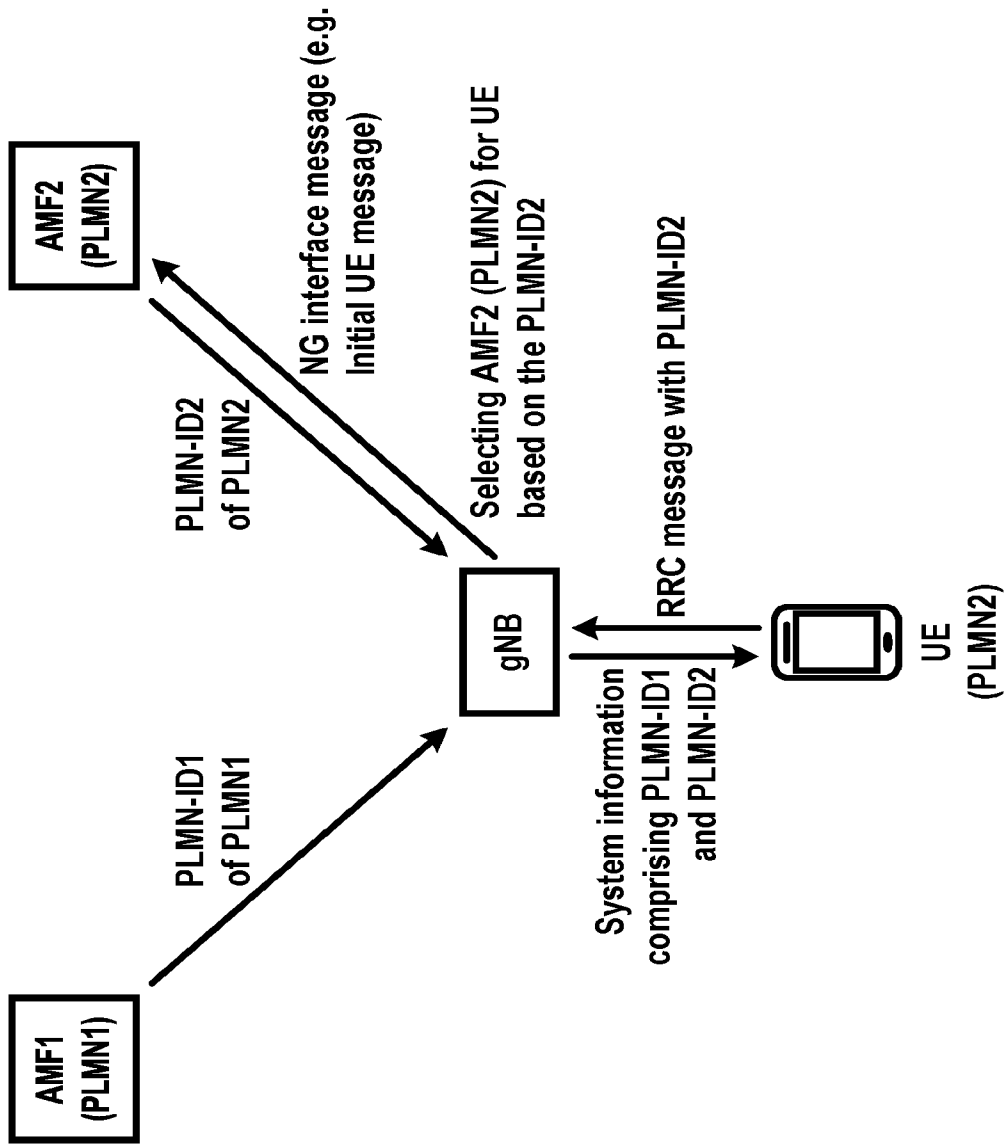 AMF1
(PLMN1)
AMF2
(PLMN2)
PLMN-ID1
of PLMN1
PLMN-ID2
of PLMN2
NG interface message (e.g.
Initial UE message)
gNB
Selecting AMF2 (PLMN2) for UE
based on the PLMN-ID2
System information
comprising PLMN-ID1
and PLMN-ID2
RRC message with PLMN-ID2
UE
(PLMN2)